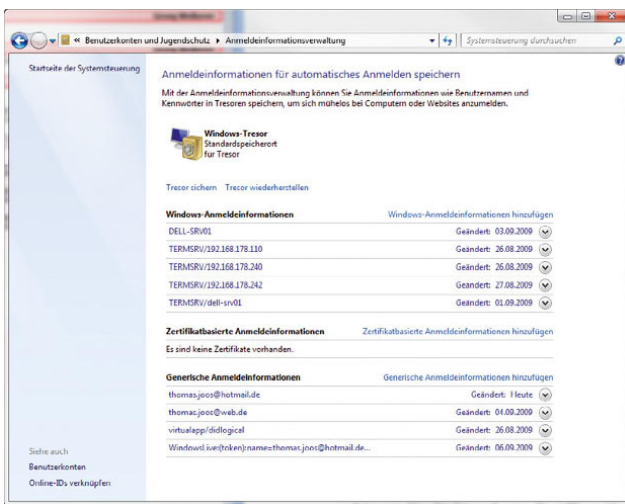 « Benutzerkonten und Jugendschutz ▸ Anmeldeinformationsverwaltung
Systemsteuerung durchsuchen
Startseite der Systemsteuerung
Anmeldeinformationen für automatisches Anmelden speichern
Mit der Anmeldeinformationsverwaltung können Sie Anmeldeinformationen wie Benutzernamen und
Kennwörter in Tresoren speichern, um sich mühelos bei Computern oder Websites anzumelden.
Windows-Tresor
Standardspeicherort
für Tresor
Tresor sichern Tresor wiederherstellen
Windows-Anmeldeinformationen Windows-Anmeldeinformationen hinzufügen
DELL-SRV01 Geändert: 03.09.2009
TERMSRV/192.168.178.110 Geändert: 26.08.2009
TERMSRV/192.168.178.240 Geändert: 26.08.2009
TERMSRV/192.168.178.242 Geändert: 27.08.2009
TERMSRV/dell-srv01 Geändert: 01.09.2009
Zertifikatbasierte Anmeldeinformationen Zertifikatbasierte Anmeldeinformationen hinzufügen
Es sind keine Zertifikate vorhanden.
Generische Anmeldeinformationen Generische Anmeldeinformationen hinzufügen
thomas.joos@hotmail.de Geändert: Heute
thomas.joos@web.de Geändert: 04.09.2009
virtualapp/didlogical Geändert: 26.08.2009
WindowsLive:(token):name=thomas.joos@hotmail.de... Geändert: 06.09.2009
Siehe auch
Benutzerkonten
Online-IDs verknüpfen